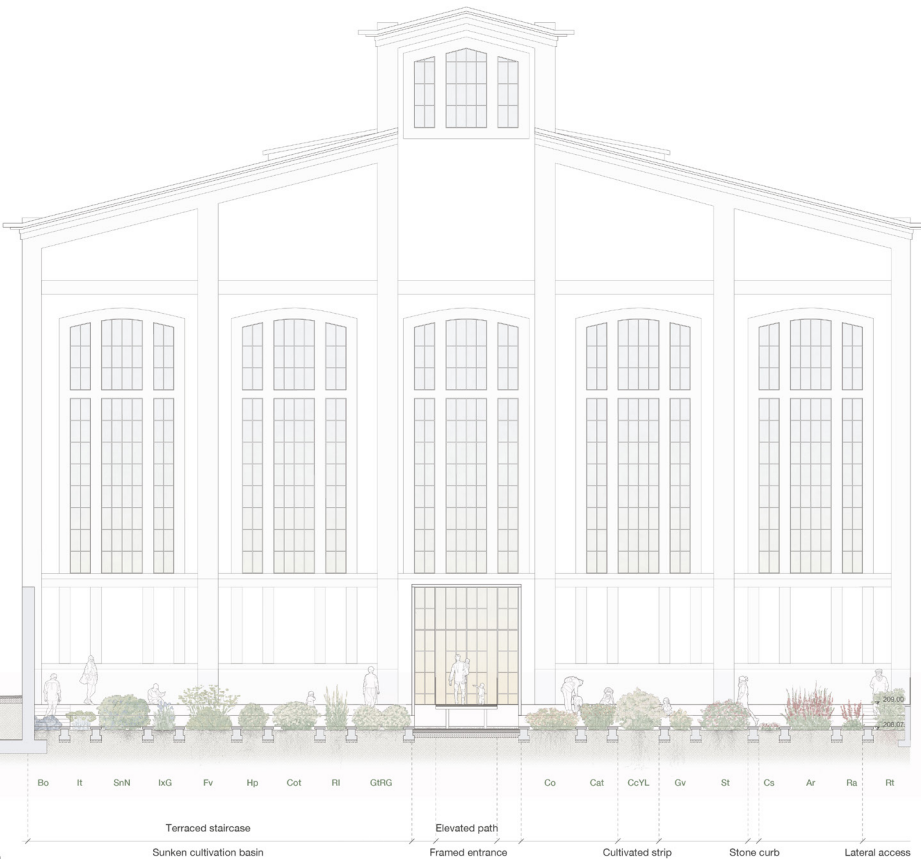 209.00
208.07
Bo It SnN IxG Fv Hp Cot RI GtRG Co Cat CcYL Gv St Cs Ar Ra Rt
Terraced staircase Elevated path
Sunken cultivation basin Framed entrance Cultivated strip Stone curb Lateral access